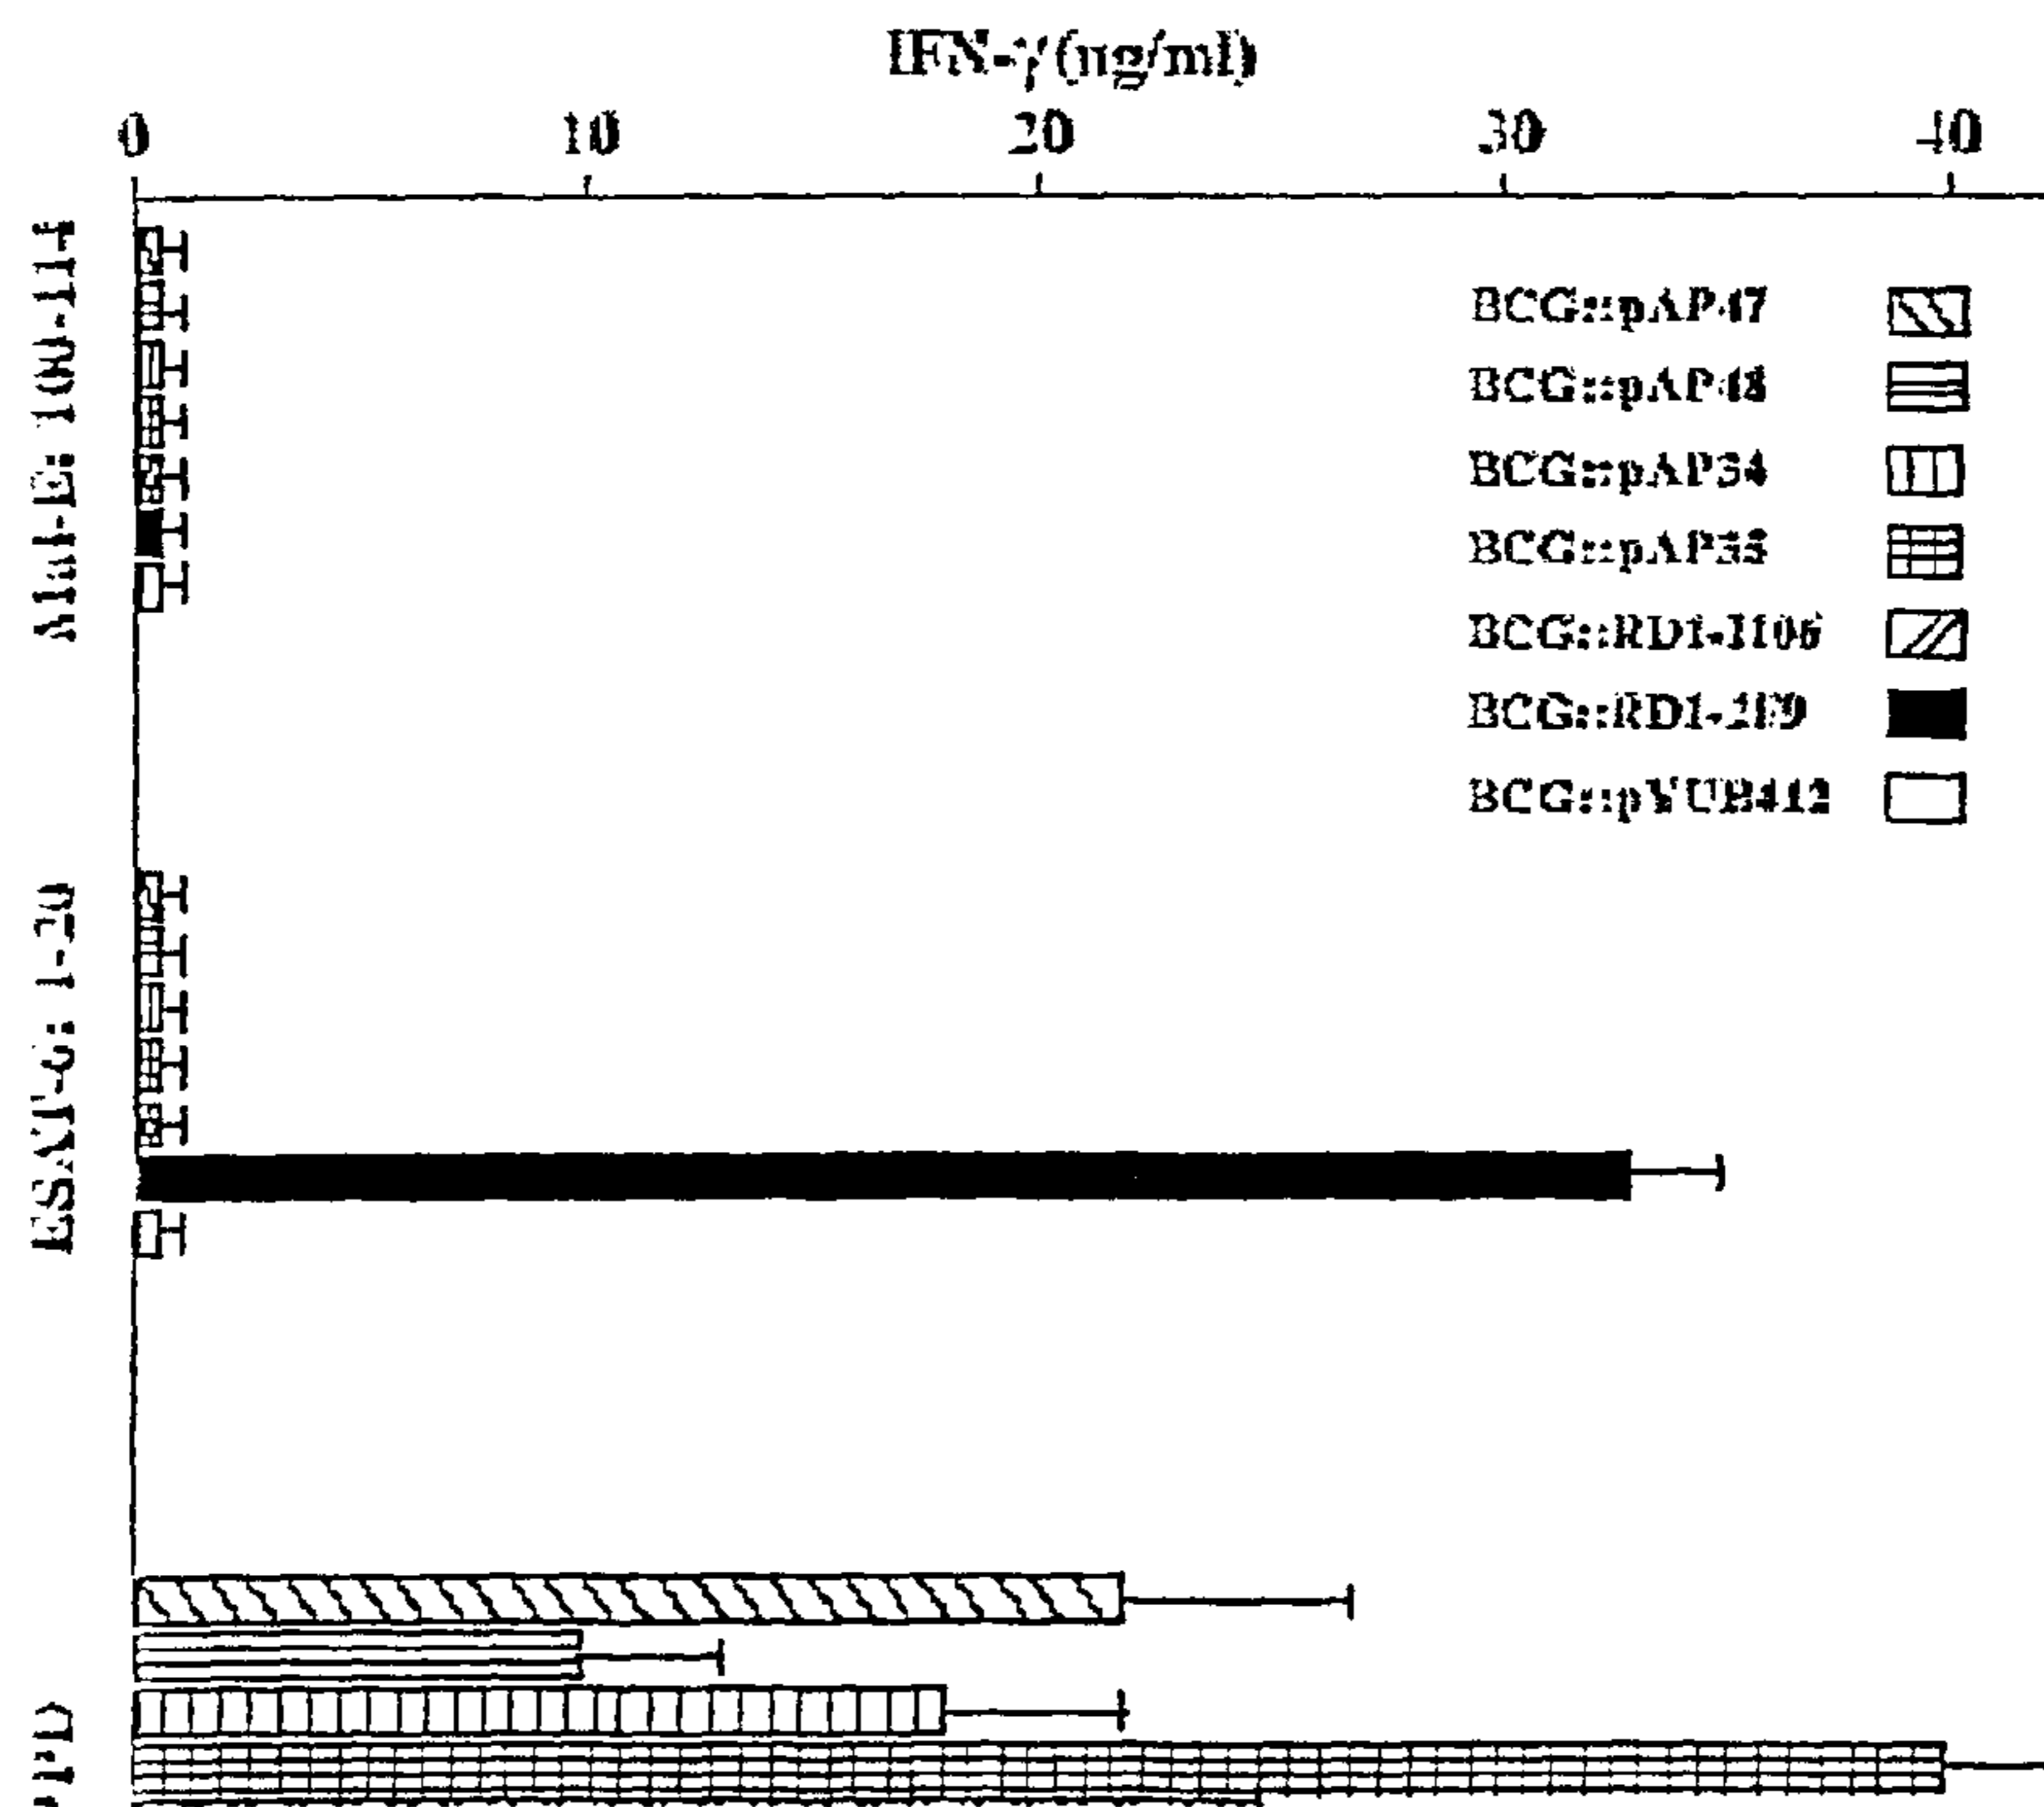 IFN-γ (ng/ml)
0 10 20 30 40
BCG::pAP47
BCG::pAP48
BCG::pAP34
BCG::pAP35
BCG::RD1-I106
BCG::RD1-2F9
BCG::pYUB412
ESAT-6: 1-20